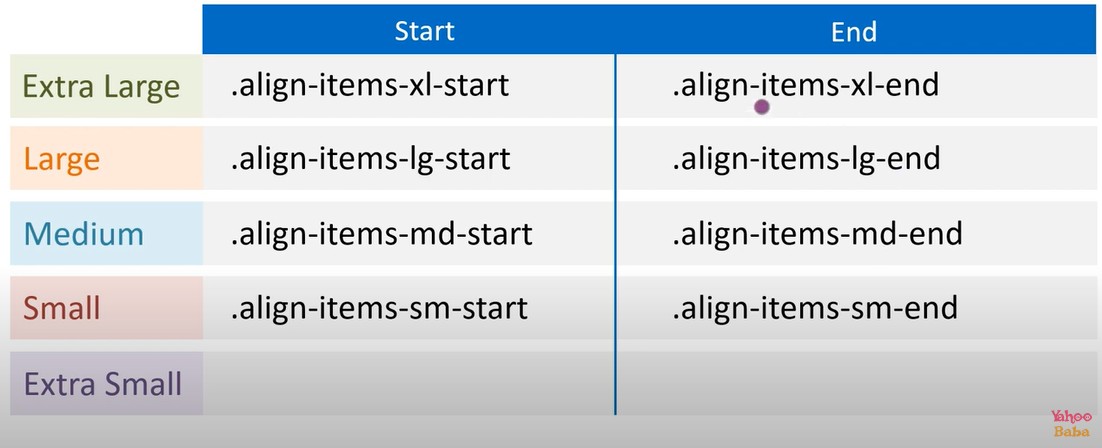 Start End
Extra Large .align-items-xl-start .align-items-xl-end
Large .align-items-lg-start .align-items-lg-end
Medium .align-items-md-start .align-items-md-end
Small .align-items-sm-start .align-items-sm-end
Extra Small
Yahoo
Baba